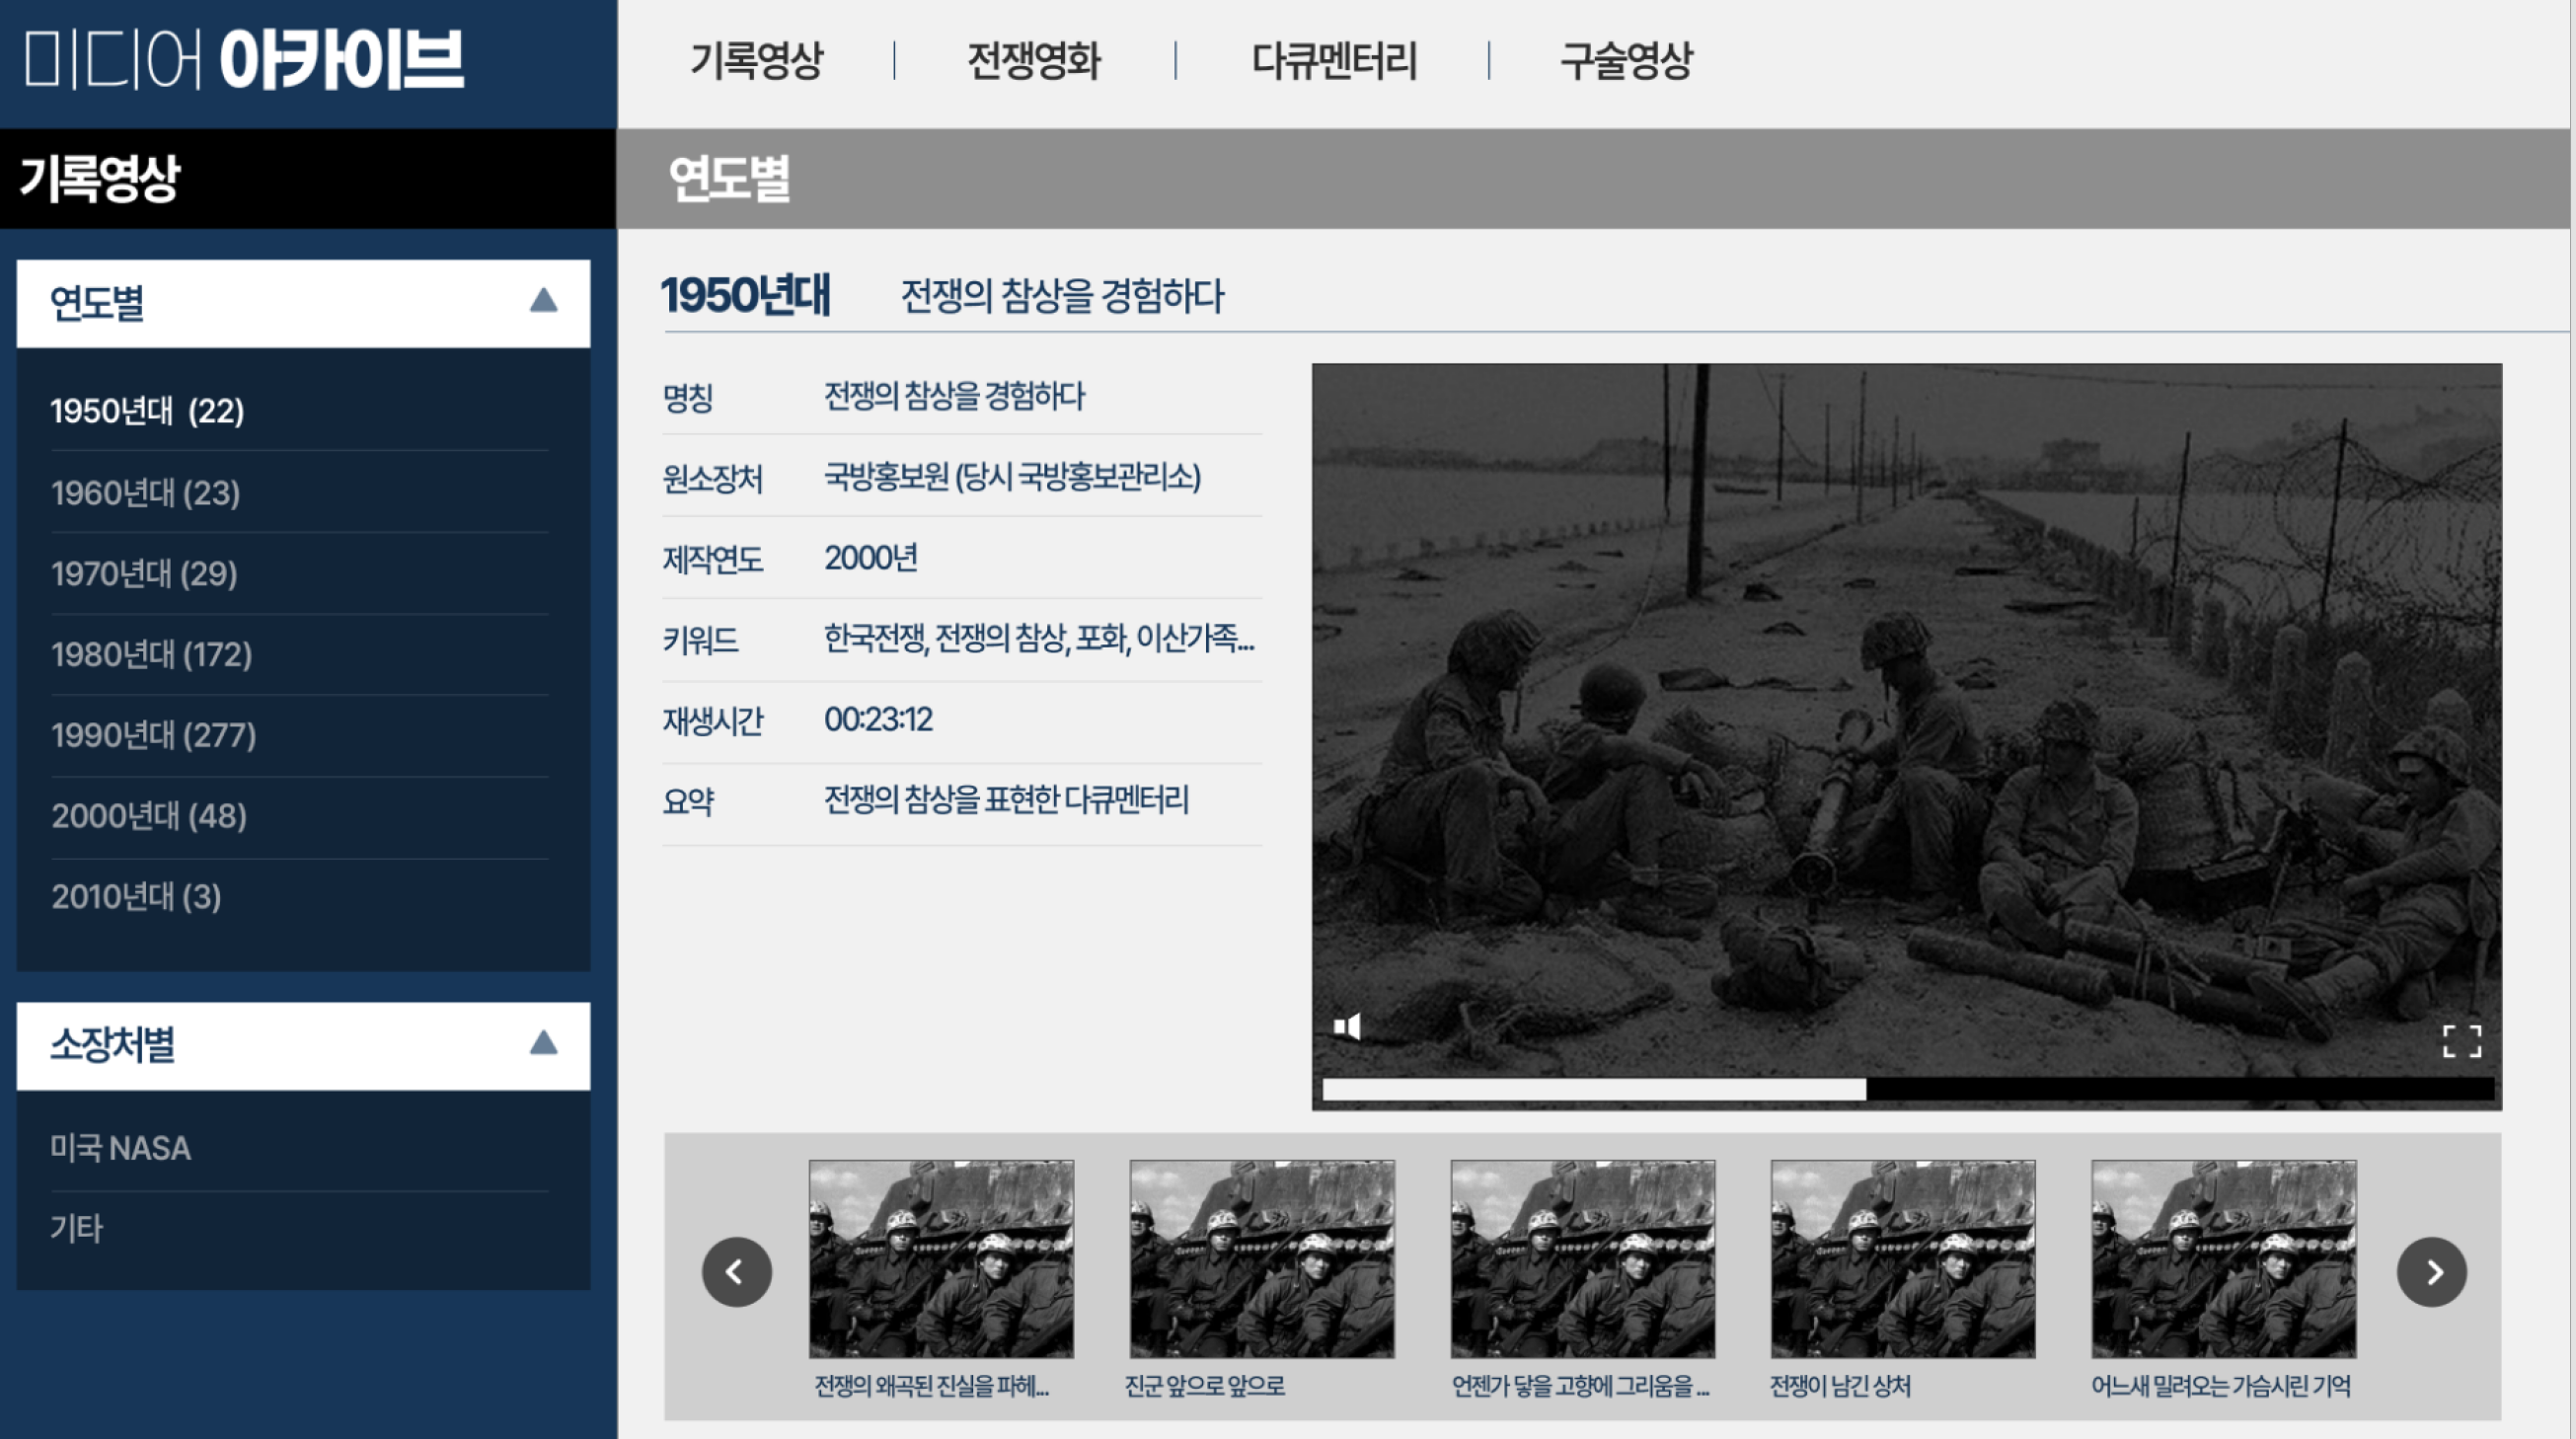 미디어 아카이브
기록영상
전쟁영화
다큐멘터리
구술영상
기록영상
연도별
연도별
1950년대 (22)
1960년대 (23)
1970년대 (29)
1980년대 (172)
1990년대 (277)
2000년대 (48)
2010년대 (3)
소장처별
미국 NASA
기타
1950년대 전쟁의 참상을 경험하다
명칭 전쟁의 참상을 경험하다
원소장처 국방홍보원 (당시 국방홍보관리소)
제작연도 2000년
키워드 한국전쟁, 전쟁의 참상, 포화, 이산가족...
재생시간 00:23:12
요약 전쟁의 참상을 표현한 다큐멘터리
전쟁의 왜곡된 진실을 파헤...
진군 앞으로 앞으로
언젠가 닿을 고향에 그리움을 ...
전쟁이 남긴 상처
어느새 밀려오는 가슴시린 기억